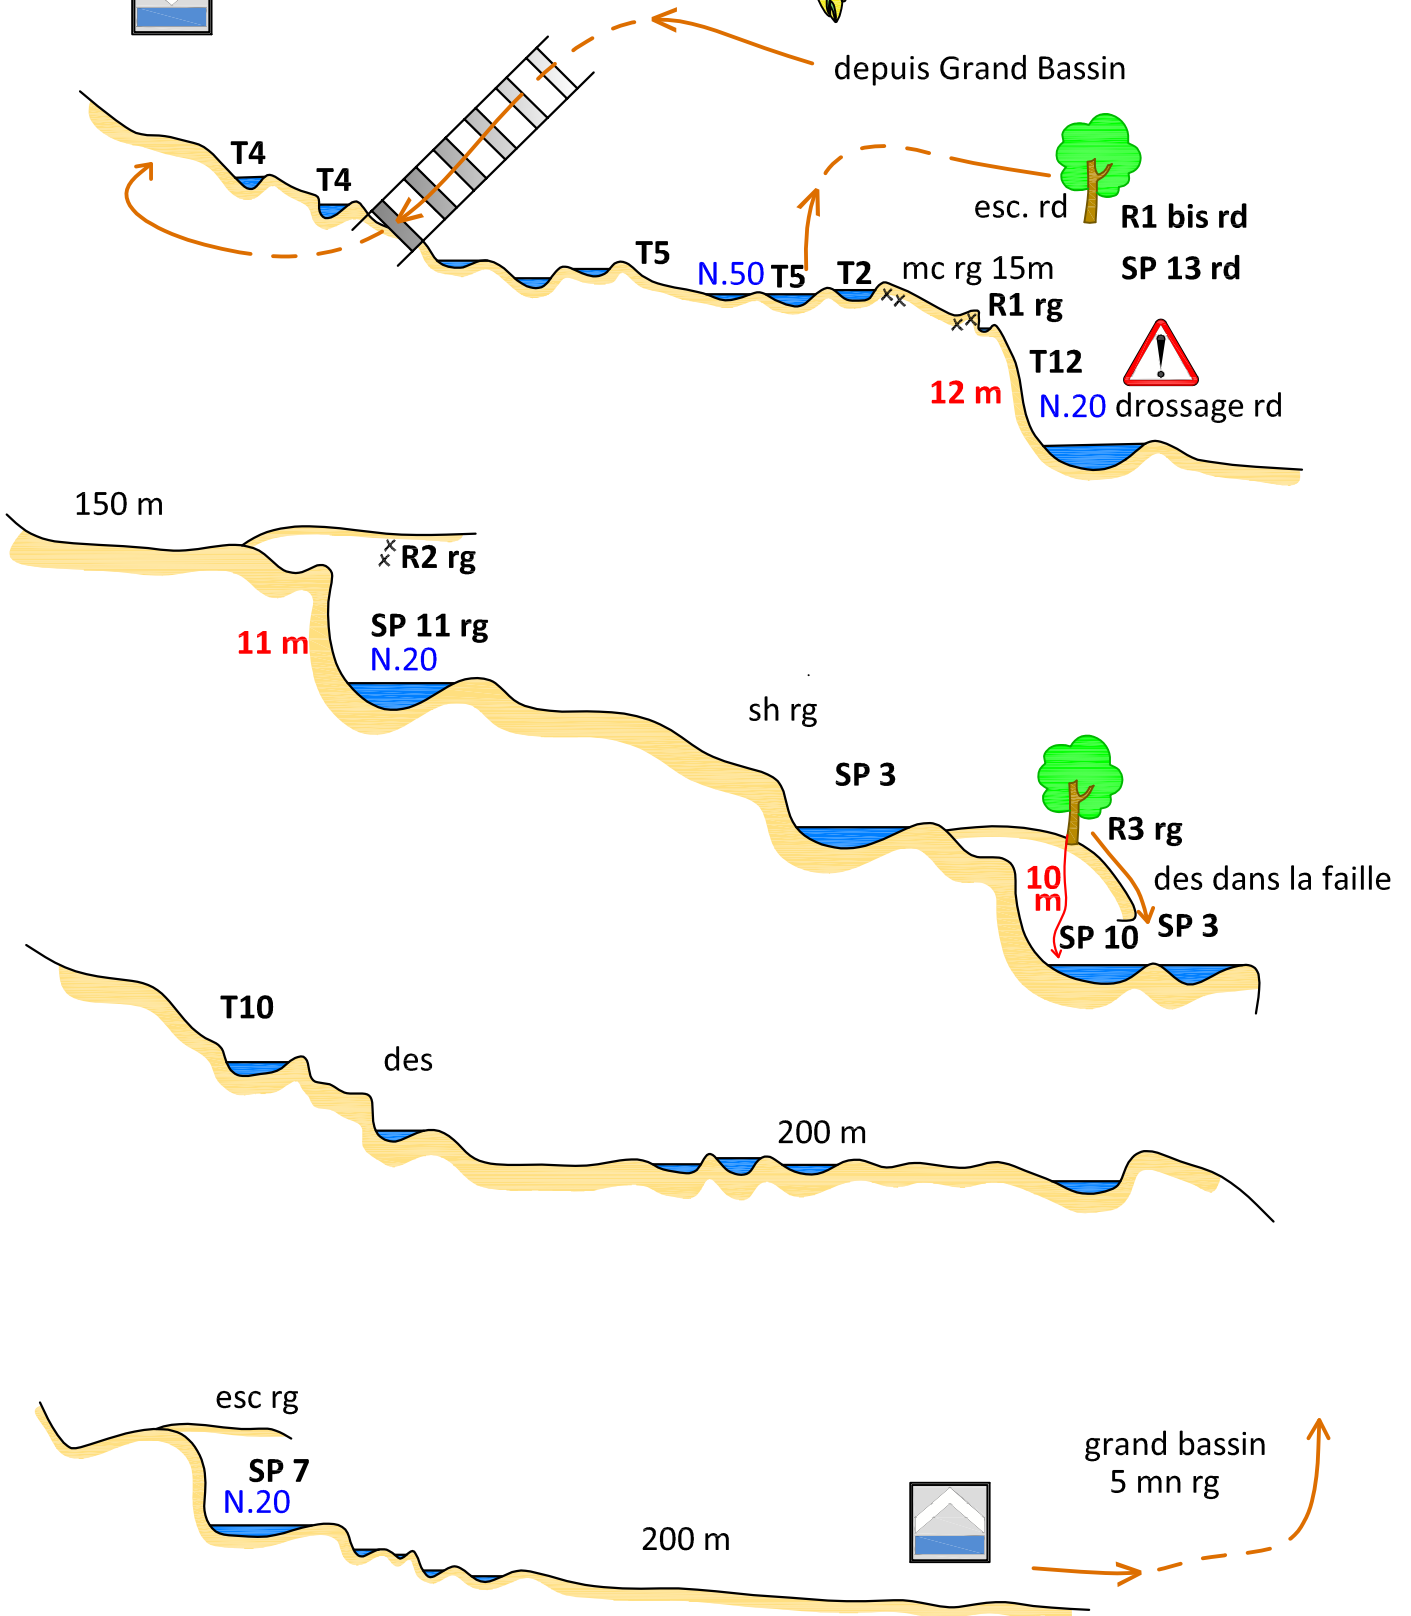 depuis Grand Bassin
T4
T4
esc. rd
R1 bis rd
T5
N.50 T5
T2
mc rg 15m
SP 13 rd
R1 rg
T12
12 m
N.20 drossage rd
150 m
R2 rg
SP 11 rg
11 m
N.20
sh rg
SP 3
R3 rg
10
m
des dans la faille
SP 10
SP 3
T10
des
200 m
esc rg
grand bassin
5 mn rg
SP 7
N.20
200 m